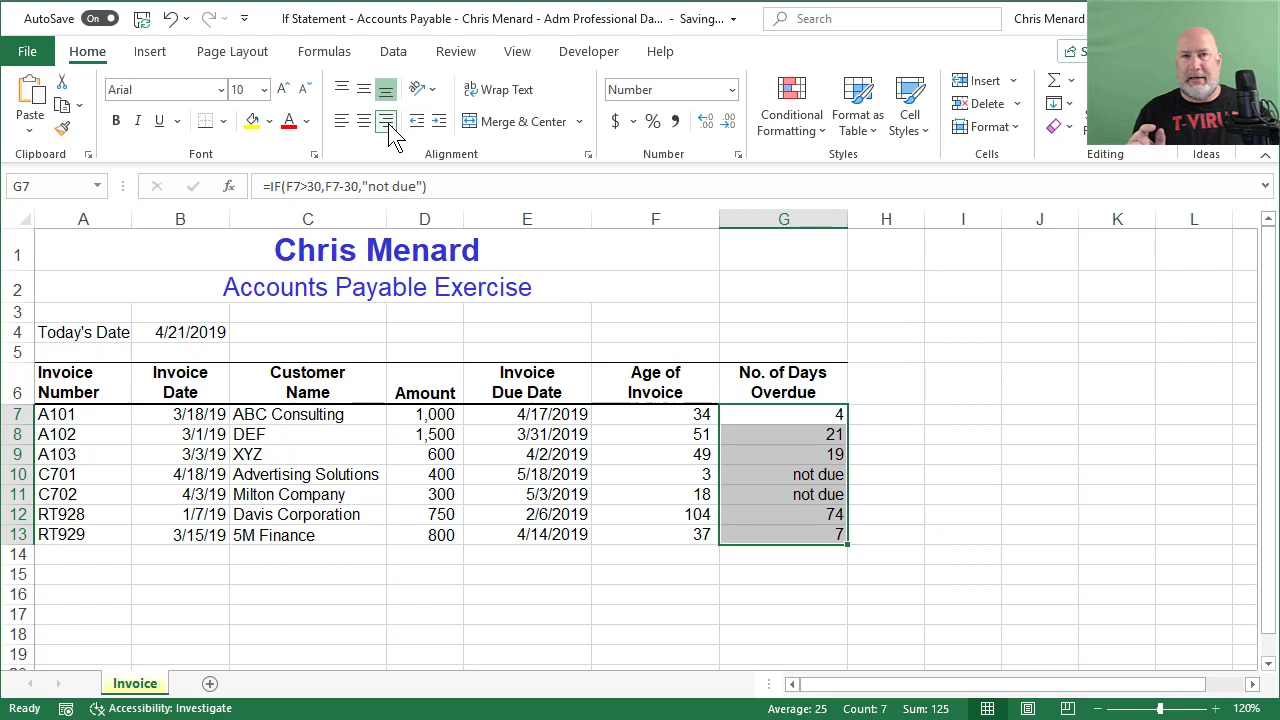 AutoSave On If Statement - Accounts Payable - Chris Menard - Adm Professional Da... - Saving... Search Chris Menard
File Home Insert Page Layout Formulas Data Review View Developer Help S
Paste Arial 10 A A Wrap Text Number Conditional Formatting Format as Table Cell Styles Insert
B I U A Merge & Center $ % Delete
Format
Clipboard Font Alignment Number Styles Cells Editing Ideas
G7 fx =IF(F7>30,F7-30,"not due")
T-VIRU
A B C D E F G H I J K L
1 Chris Menard
2 Accounts Payable Exercise
3
4 Today's Date 4/21/2019
5
Invoice Invoice Customer Invoice Age of No. of Days
6 Number Date Name Amount Due Date Invoice Overdue
7 A101 3/18/19 ABC Consulting 1,000 4/17/2019 34 4
8 A102 3/1/19 DEF 1,500 3/31/2019 51 21
9 A103 3/3/19 XYZ 600 4/2/2019 49 19
10 C701 4/18/19 Advertising Solutions 400 5/18/2019 3 not due
11 C702 4/3/19 Milton Company 300 5/3/2019 18 not due
12 RT928 1/7/19 Davis Corporation 750 2/6/2019 104 74
13 RT929 3/15/19 5M Finance 800 4/14/2019 37 7
14
15
16
17
18
19
Invoice
Ready Accessibility: Investigate Average: 25 Count: 7 Sum: 125 120%